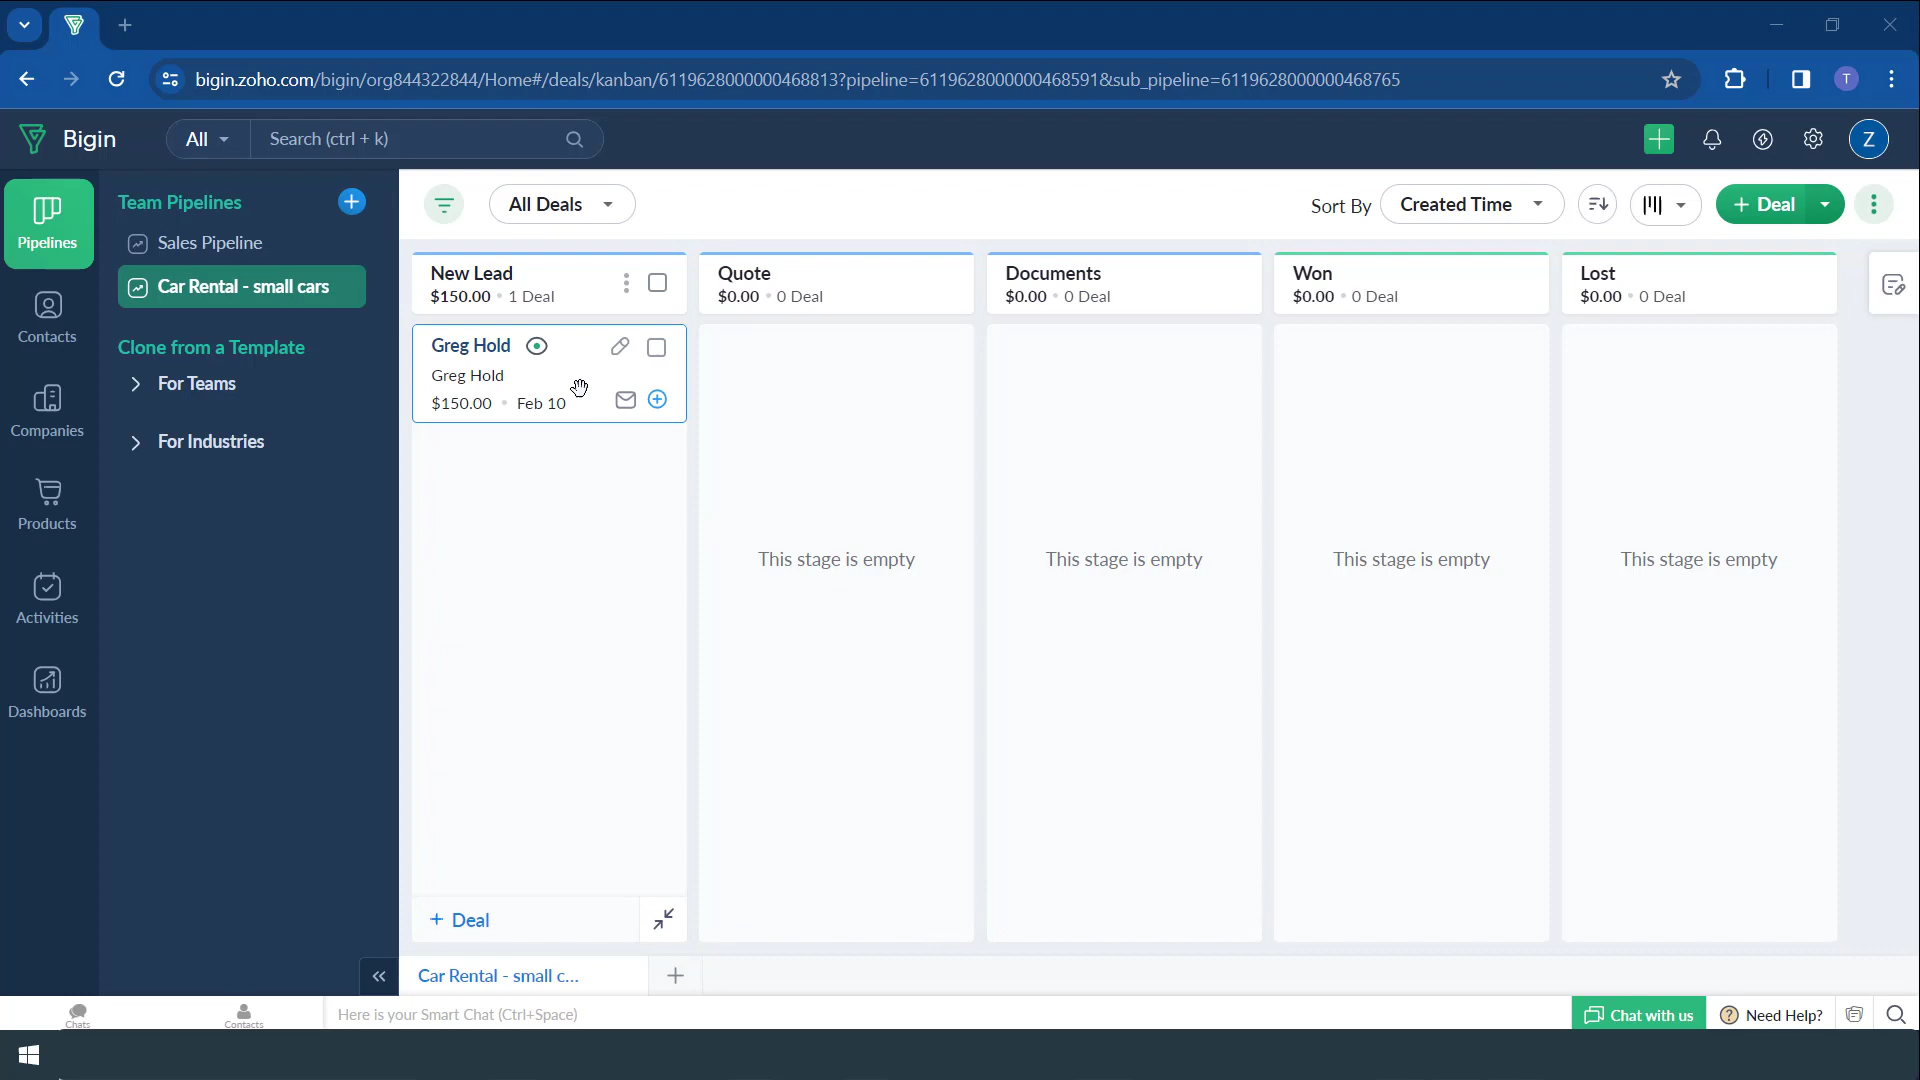 bigin.zoho.com/bigin/org844322844/Home#/deals/kanban/6119628000000468813?pipeline=6119628000000468591&sub_pipeline=6119628000000468765
T
Bigin
All
Search (ctrl + k)
Z
Pipelines
Contacts
Companies
Products
Activities
Dashboards
Team Pipelines
Sales Pipeline
Car Rental - small cars
Clone from a Template
For Teams
For Industries
All Deals
Sort By
Created Time
+ Deal
New Lead
$150.00 • 1 Deal
Greg Hold
Greg Hold
$150.00 • Feb 10
+ Deal
Quote
$0.00 • 0 Deal
This stage is empty
Documents
$0.00 • 0 Deal
This stage is empty
Won
$0.00 • 0 Deal
This stage is empty
Lost
$0.00 • 0 Deal
This stage is empty
Car Rental - small c...
Chats
Contacts
Here is your Smart Chat (Ctrl+Space)
Chat with us
Need Help?